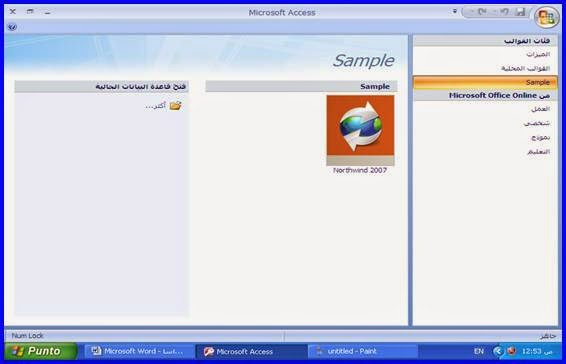 Microsoft Access
فئات القوالب
الميزات
القوالب المحلية
Sample
من Microsoft Office Online
العمل
شخصي
نموذج
التعليم
Sample
Sample
Northwind 2007
فتح قاعدة البيانات الحالية
أكثر...
Num Lock
جاهز
Punto
Microsoft Word - ...اسا
Microsoft Access
untitled - Paint
EN
12:53 ص